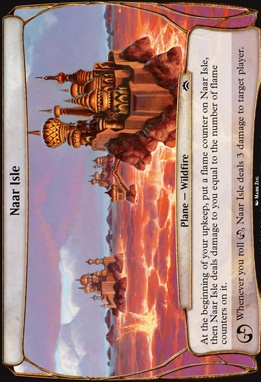 Naar Isle
Plane — Wildfire
At the beginning of your upkeep, put a flame counter on Naar Isle,
then Naar Isle deals damage to you equal to the number of flame
counters on it.
Whenever you roll , Naar Isle deals 3 damage to target player.